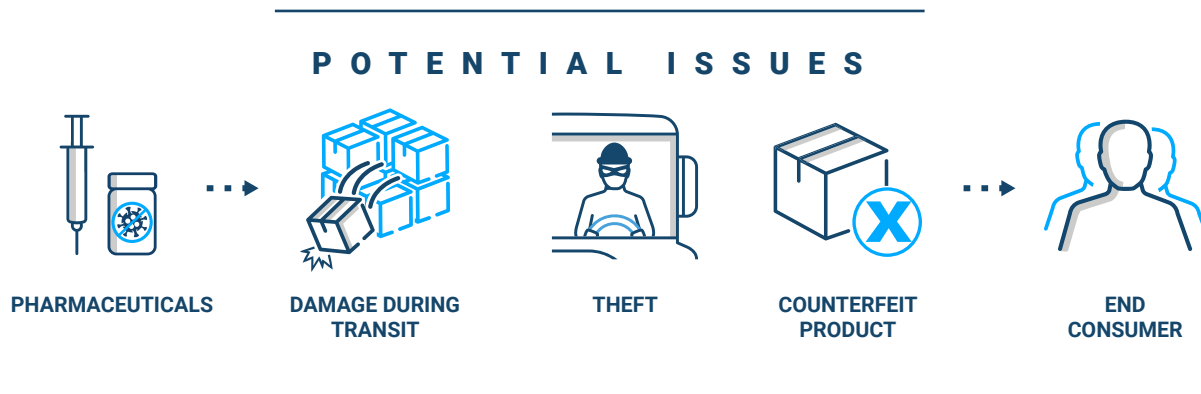 POTENTIAL ISSUES
PHARMACEUTICALS
DAMAGE DURING
TRANSIT
THEFT
COUNTERFEIT
PRODUCT
END
CONSUMER